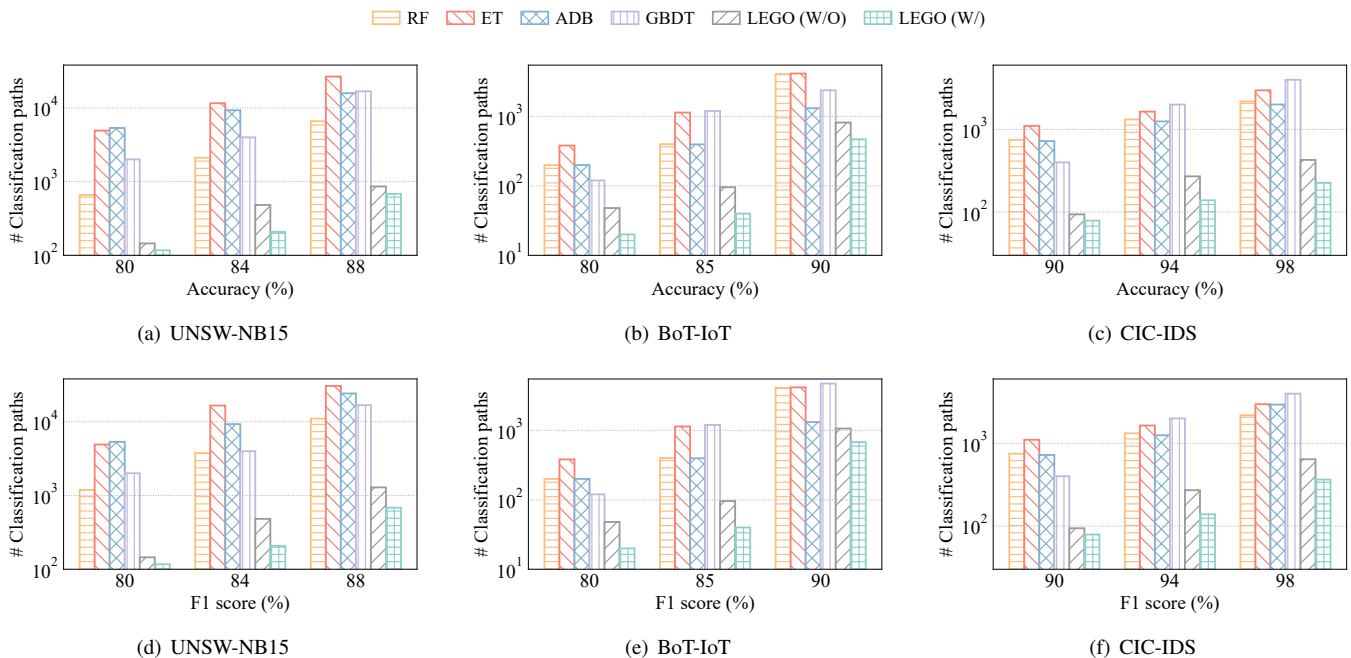 RF ET ADB GBDT LEGO (W/O) LEGO (W/)
# Classification paths
10^4
10^3
10^2
80 84 88
Accuracy (%)
(a) UNSW-NB15
# Classification paths
10^3
10^2
10^1
80 85 90
Accuracy (%)
(b) BoT-IoT
# Classification paths
10^3
10^2
90 94 98
Accuracy (%)
(c) CIC-IDS
# Classification paths
10^4
10^3
10^2
80 84 88
F1 score (%)
(d) UNSW-NB15
# Classification paths
10^3
10^2
10^1
80 85 90
F1 score (%)
(e) BoT-IoT
# Classification paths
10^3
10^2
90 94 98
F1 score (%)
(f) CIC-IDS